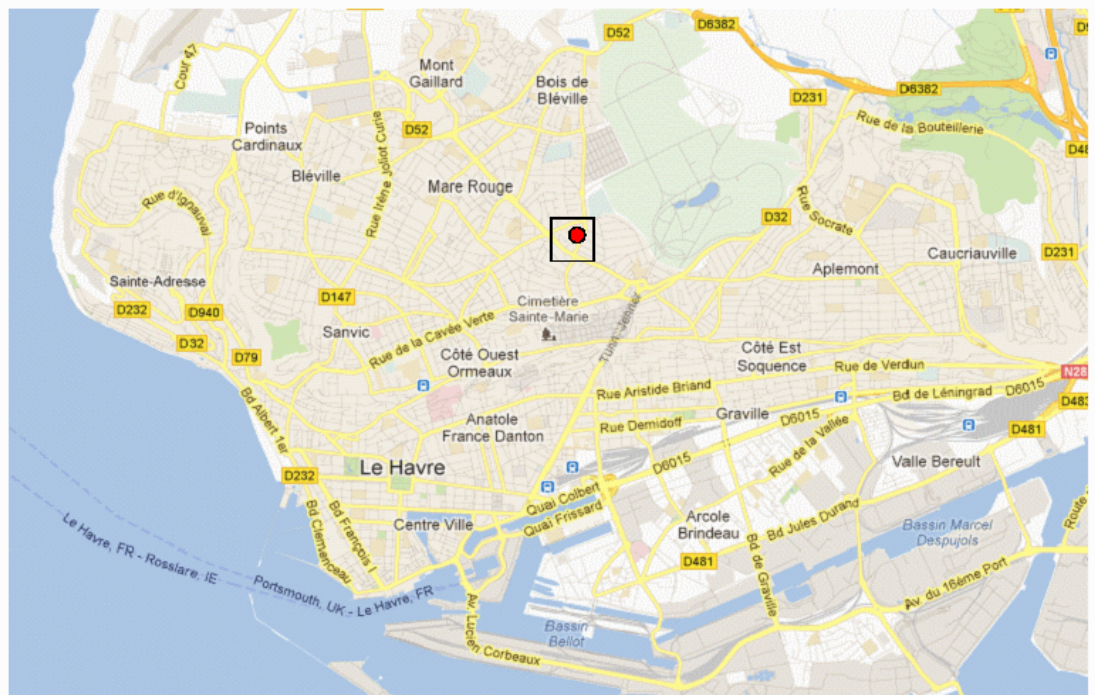 D52
D6382
Cour 47
Mont
Gaillard
Bois de
Bléville
D231
D6382
Points
Cardinaux
D52
Rue Irène Joliot Curie
Rue de la Bouteillerie
Bléville
Mare Rouge
Rue d'Ignauval
D32
Rue Socrate
D231
Caucriauville
Aplemont
Sainte-Adresse
D232
D940
D147
Cimetière
Sainte-Marie
Tunn. Jenner
D32
Sanvic
Rue de la Cavée Verte
D79
Côté Ouest
Ormeaux
Côté Est
Soquence
Rue de Verdun
N28
Rue Aristide Briand
Bd de Léningrad
D6015
D483
Bd Albert 1er
Anatole
France Danton
Rue Demidoff
Graville
D6015
Rue de la Vallée
D481
Valle Bereult
Le Havre
D232
D6015
Quai Colbert
Quai Frissard
Bd Clemenceau
Bd François I
Centre Ville
Arcole
Brindeau
Bd Jules Durand
Bassin Marcel
Despujols
Route
D481
Bd. de Graville
Le Havre, FR - Rosslare, IE
Portsmouth, UK - Le Havre, FR
Av. du 16ème Port
Av. Lucien Corbeaux
Bassin
Bellot